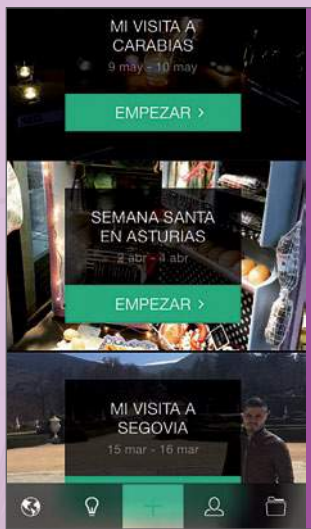 MI VISITA A
CARABIAS
9 may - 10 may
EMPEZAR >
SEMANA SANTA
EN ASTURIAS
2 abr - 4 abr
EMPEZAR >
MI VISITA A
SEGOVIA
15 mar - 16 mar